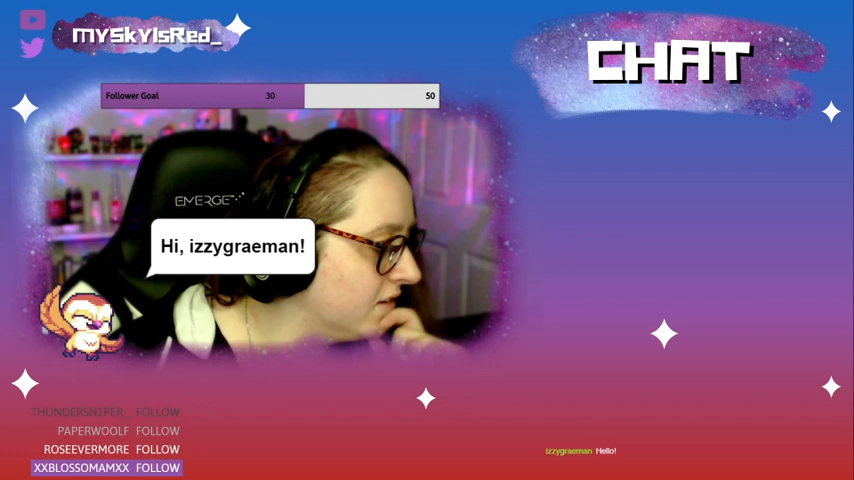 MYSkyIsRed_
CHAT
Follower Goal 30 50
EMERGE
Hi, izzygraeman!
THUNDERSN1PER_ FOLLOW
PAPERWOOLF FOLLOW
ROSEEVERMORE FOLLOW
XXBLOSSOMAMXX FOLLOW
izzygraeman Hello!